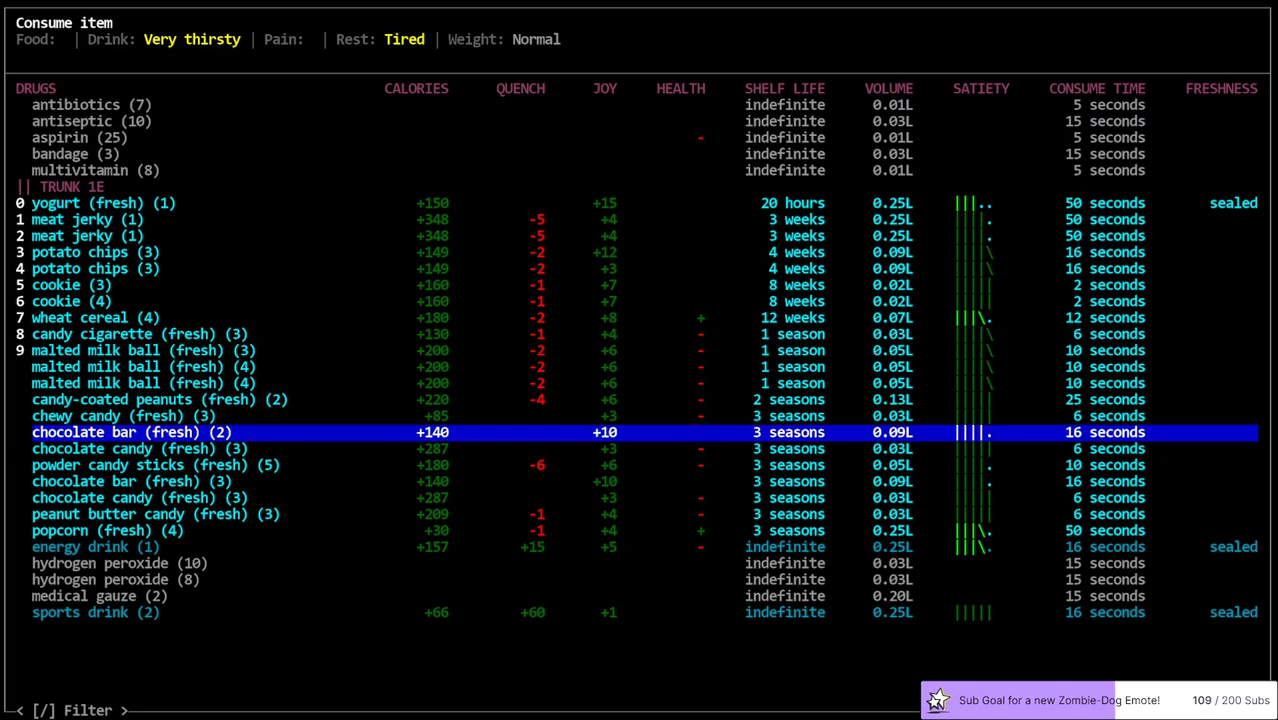 Consume item
Food: | Drink: Very thirsty | Pain: | Rest: Tired | Weight: Normal
DRUGS CALORIES QUENCH JOY HEALTH SHELF LIFE VOLUME SATIETY CONSUME TIME FRESHNESS
antibiotics (7) indefinite 0.01L 5 seconds
antiseptic (10) indefinite 0.03L 15 seconds
aspirin (25) - indefinite 0.01L 5 seconds
bandage (3) indefinite 0.03L 15 seconds
multivitamin (8) indefinite 0.01L 5 seconds
|| TRUNK 1E
0 yogurt (fresh) (1) +150 +15 20 hours 0.25L |||.. 50 seconds sealed
1 meat jerky (1) +348 -5 +4 3 weeks 0.25L ||||. 50 seconds
2 meat jerky (1) +348 -5 +4 3 weeks 0.25L ||||. 50 seconds
3 potato chips (3) +149 -2 +12 4 weeks 0.09L ||||\ 16 seconds
4 potato chips (3) +149 -2 +3 4 weeks 0.09L ||||\ 16 seconds
5 cookie (3) +160 -1 +7 8 weeks 0.02L ||||| 2 seconds
6 cookie (4) +160 -1 +7 8 weeks 0.02L ||||| 2 seconds
7 wheat cereal (4) +180 -2 +8 + 12 weeks 0.07L |||\. 12 seconds
8 candy cigarette (fresh) (3) +130 -1 +4 - 1 season 0.03L ||||\ 6 seconds
9 malted milk ball (fresh) (3) +200 -2 +6 - 1 season 0.05L ||||\ 10 seconds
malted milk ball (fresh) (4) +200 -2 +6 - 1 season 0.05L ||||\ 10 seconds
malted milk ball (fresh) (4) +200 -2 +6 - 1 season 0.05L ||||\ 10 seconds
candy-coated peanuts (fresh) (2) +220 -4 +6 - 2 seasons 0.13L ||||| 25 seconds
chewy candy (fresh) (3) +85 +3 - 3 seasons 0.03L ||||| 6 seconds
chocolate bar (fresh) (2) +140 +10 3 seasons 0.09L ||||. 16 seconds
chocolate candy (fresh) (3) +287 +3 - 3 seasons 0.03L ||||| 6 seconds
powder candy sticks (fresh) (5) +180 -6 +6 - 3 seasons 0.05L ||||. 10 seconds
chocolate bar (fresh) (3) +140 +10 3 seasons 0.09L ||||. 16 seconds
chocolate candy (fresh) (3) +287 +3 - 3 seasons 0.03L ||||| 6 seconds
peanut butter candy (fresh) (3) +209 -1 +4 - 3 seasons 0.03L ||||| 6 seconds
popcorn (fresh) (4) +30 -1 +4 + 3 seasons 0.25L |||\. 50 seconds
energy drink (1) +157 +15 +5 - indefinite 0.25L |||\. 16 seconds sealed
hydrogen peroxide (10) indefinite 0.03L 15 seconds
hydrogen peroxide (8) indefinite 0.03L 15 seconds
medical gauze (2) indefinite 0.20L 15 seconds
sports drink (2) +66 +60 +1 indefinite 0.25L ||||| 16 seconds sealed
Sub Goal for a new Zombie-Dog Emote! 109 / 200 Subs
< [/] Filter >